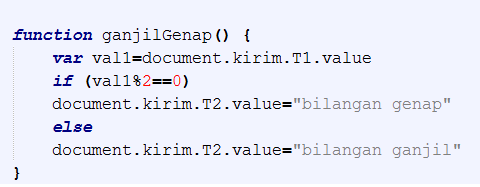 function ganjilGenap() {
var val1=document.kirim.T1.value
if (val1%2==0)
document.kirim.T2.value="bilangan genap"
else
document.kirim.T2.value="bilangan ganjil"
}